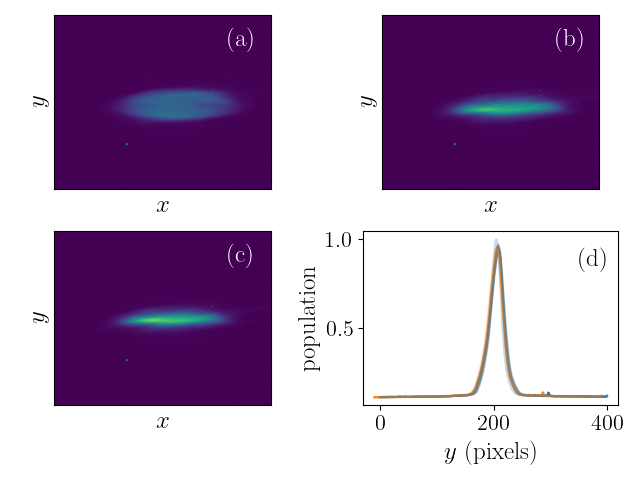 (a)
y
x
(b)
y
x
(c)
y
x
(d)
1.0
0.5
population
0 200 400
y (pixels)